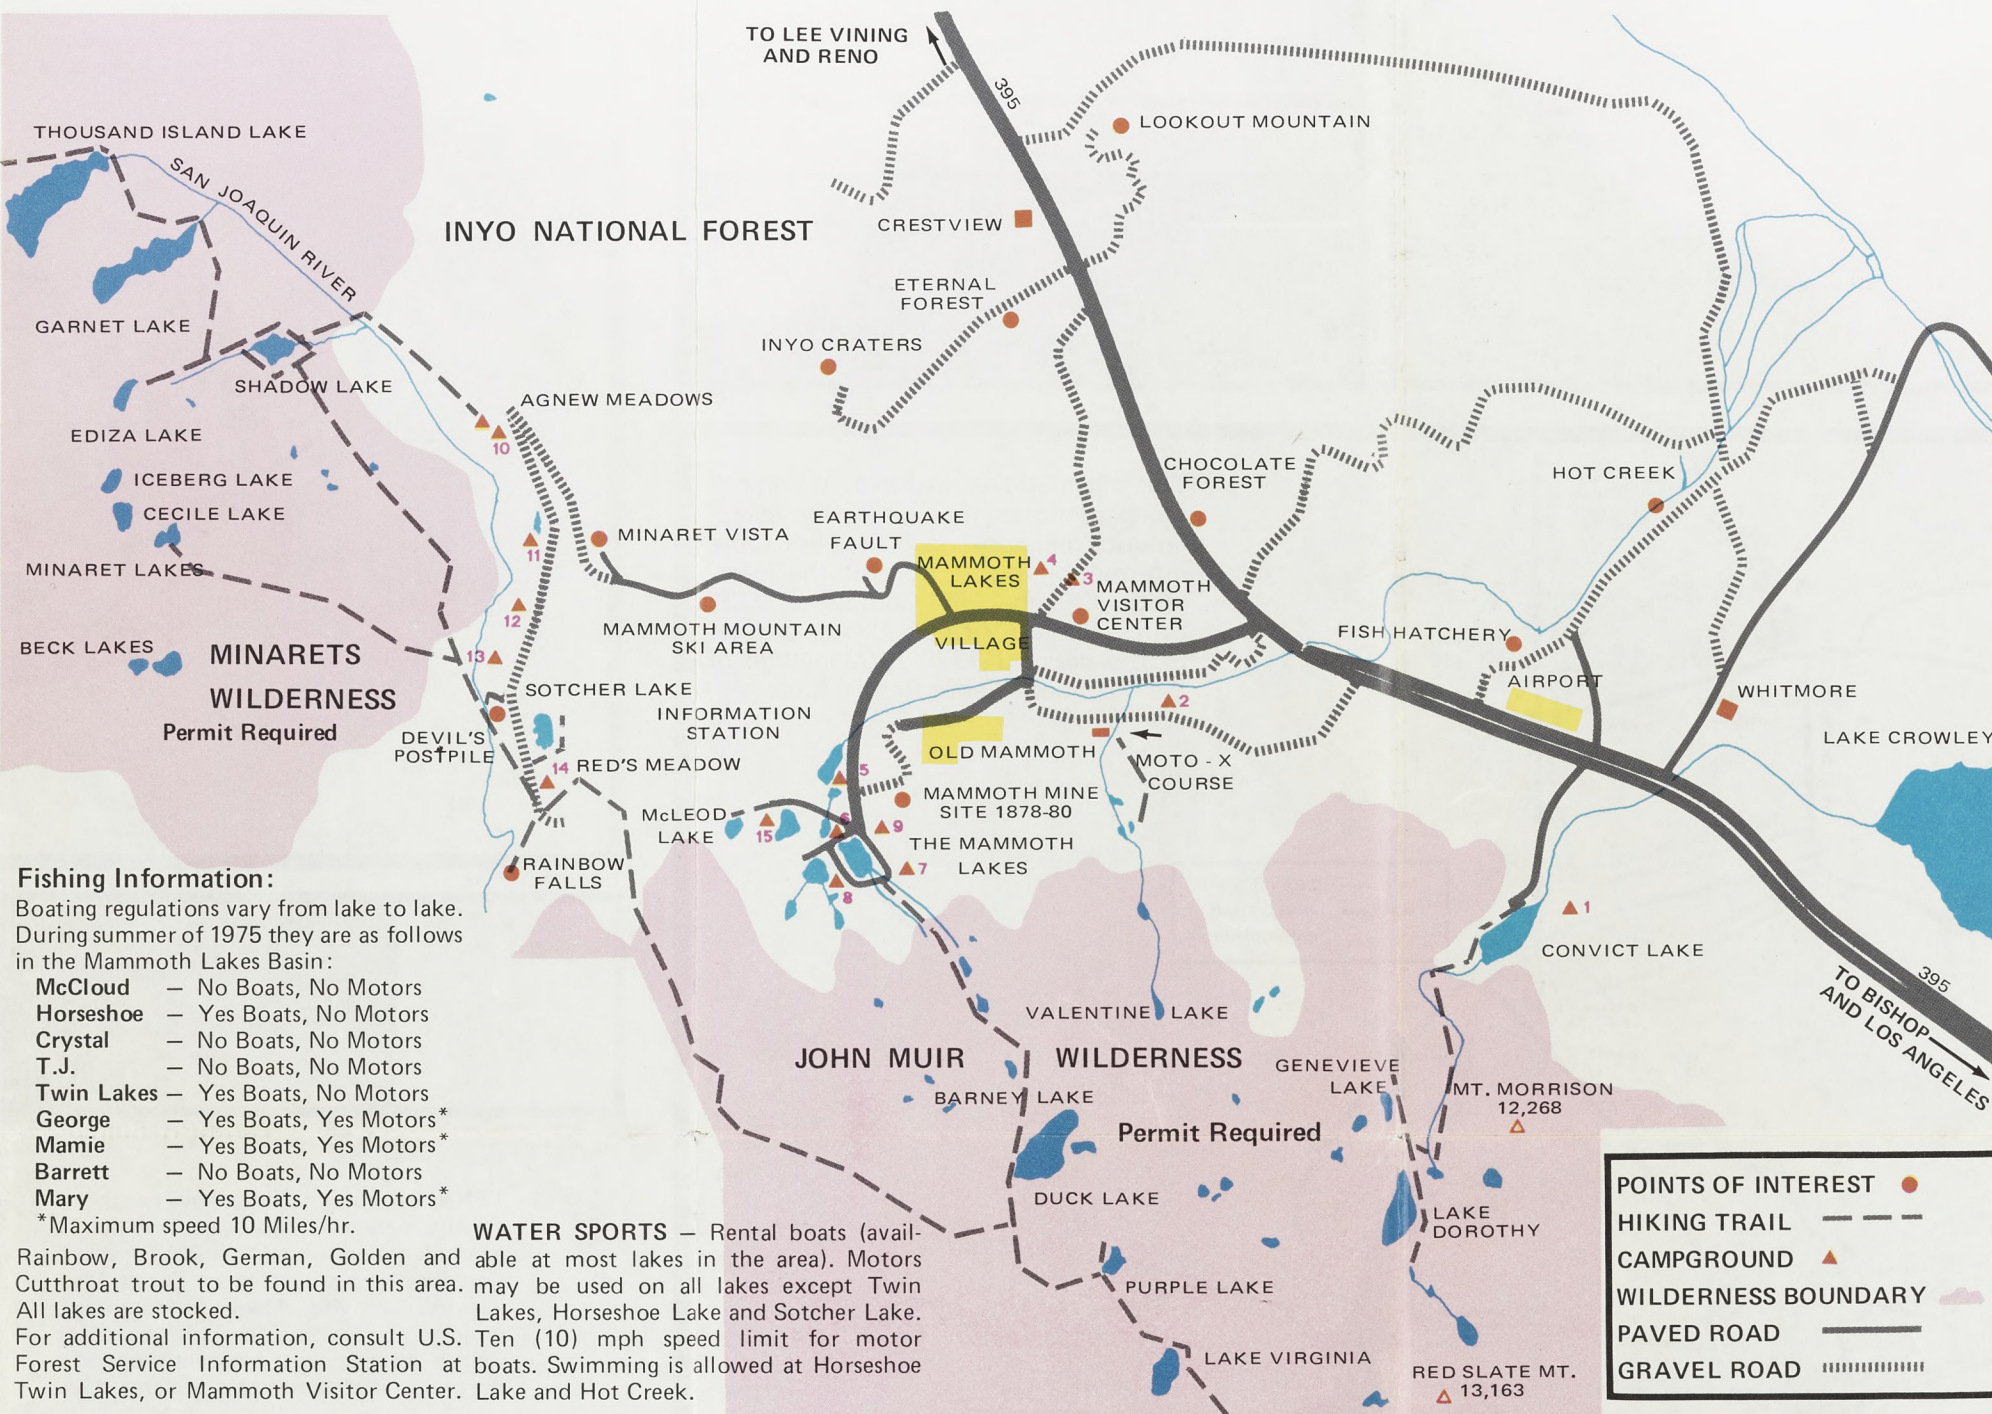 TO LEE VINING
AND RENO
395
LOOKOUT MOUNTAIN
THOUSAND ISLAND LAKE
SAN JOAQUIN RIVER
INYO NATIONAL FOREST
CRESTVIEW
ETERNAL
FOREST
GARNET LAKE
INYO CRATERS
SHADOW LAKE
AGNEW MEADOWS
EDIZA LAKE
10
CHOCOLATE
FOREST
HOT CREEK
ICEBERG LAKE
CECILE LAKE
MINARET VISTA
EARTHQUAKE
FAULT
11
MINARET LAKES
MAMMOTH
LAKES
4
3
MAMMOTH
VISITOR
CENTER
12
MAMMOTH MOUNTAIN
SKI AREA
VILLAGE
FISH HATCHERY
BECK LAKES
MINARETS
WILDERNESS
Permit Required
13
SOTCHER LAKE
AIRPORT
WHITMORE
2
INFORMATION
STATION
DEVIL'S
POSTPILE
OLD MAMMOTH
MOTO - X
COURSE
LAKE CROWLEY
14
RED'S MEADOW
5
MAMMOTH MINE
SITE 1878-80
McLEOD
LAKE
15
6
9
THE MAMMOTH
LAKES
7
8
RAINBOW
FALLS
1
CONVICT LAKE
395
TO BISHOP
AND LOS ANGELES
VALENTINE LAKE
JOHN MUIR WILDERNESS
BARNEY LAKE
Permit Required
GENEVIEVE
LAKE
MT. MORRISON
12,268
DUCK LAKE
LAKE
DOROTHY
PURPLE LAKE
LAKE VIRGINIA
RED SLATE MT.
13,163
Fishing Information:
Boating regulations vary from lake to lake.
During summer of 1975 they are as follows
in the Mammoth Lakes Basin:
McCloud — No Boats, No Motors
Horseshoe — Yes Boats, No Motors
Crystal — No Boats, No Motors
T.J. — No Boats, No Motors
Twin Lakes — Yes Boats, No Motors
George — Yes Boats, Yes Motors*
Mamie — Yes Boats, Yes Motors*
Barrett — No Boats, No Motors
Mary — Yes Boats, Yes Motors*
*Maximum speed 10 Miles/hr.
Rainbow, Brook, German, Golden and
Cutthroat trout to be found in this area.
All lakes are stocked.
For additional information, consult U.S.
Forest Service Information Station at
Twin Lakes, or Mammoth Visitor Center.
WATER SPORTS — Rental boats (avail-
able at most lakes in the area). Motors
may be used on all lakes except Twin
Lakes, Horseshoe Lake and Sotcher Lake.
Ten (10) mph speed limit for motor
boats. Swimming is allowed at Horseshoe
Lake and Hot Creek.
POINTS OF INTEREST
HIKING TRAIL
CAMPGROUND
WILDERNESS BOUNDARY
PAVED ROAD
GRAVEL ROAD